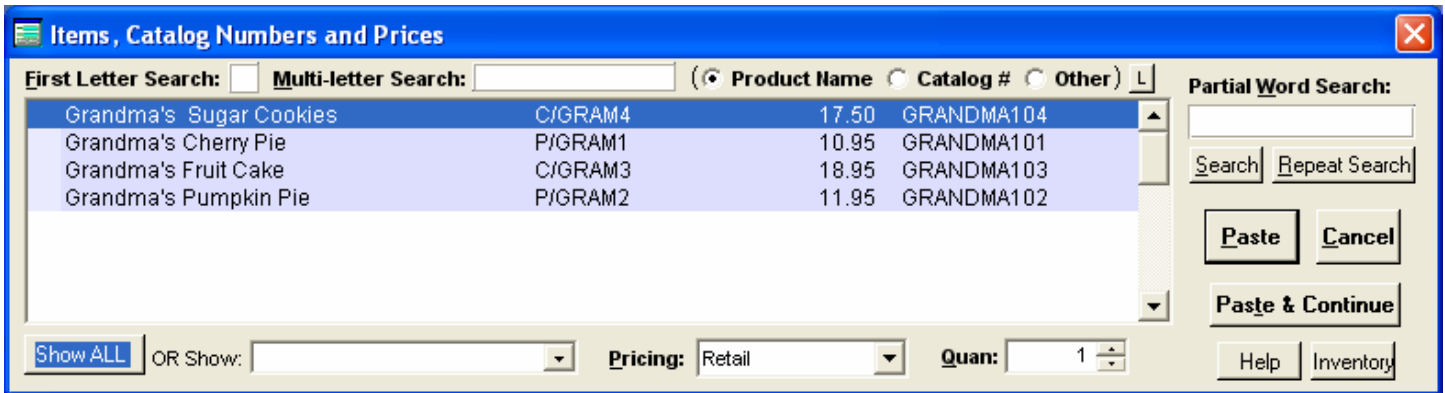 Items, Catalog Numbers and Prices
First Letter Search: Multi-letter Search: ( Product Name Catalog # Other) L
Partial Word Search:
Grandma's  Sugar Cookies C/GRAM4 17.50 GRANDMA104
Grandma's Cherry Pie P/GRAM1 10.95 GRANDMA101
Grandma's Fruit Cake C/GRAM3 18.95 GRANDMA103
Grandma's Pumpkin Pie P/GRAM2 11.95 GRANDMA102
Search Repeat Search
Paste Cancel
Paste & Continue
Show ALL OR Show: Pricing: Retail Quan: 1
Help Inventory